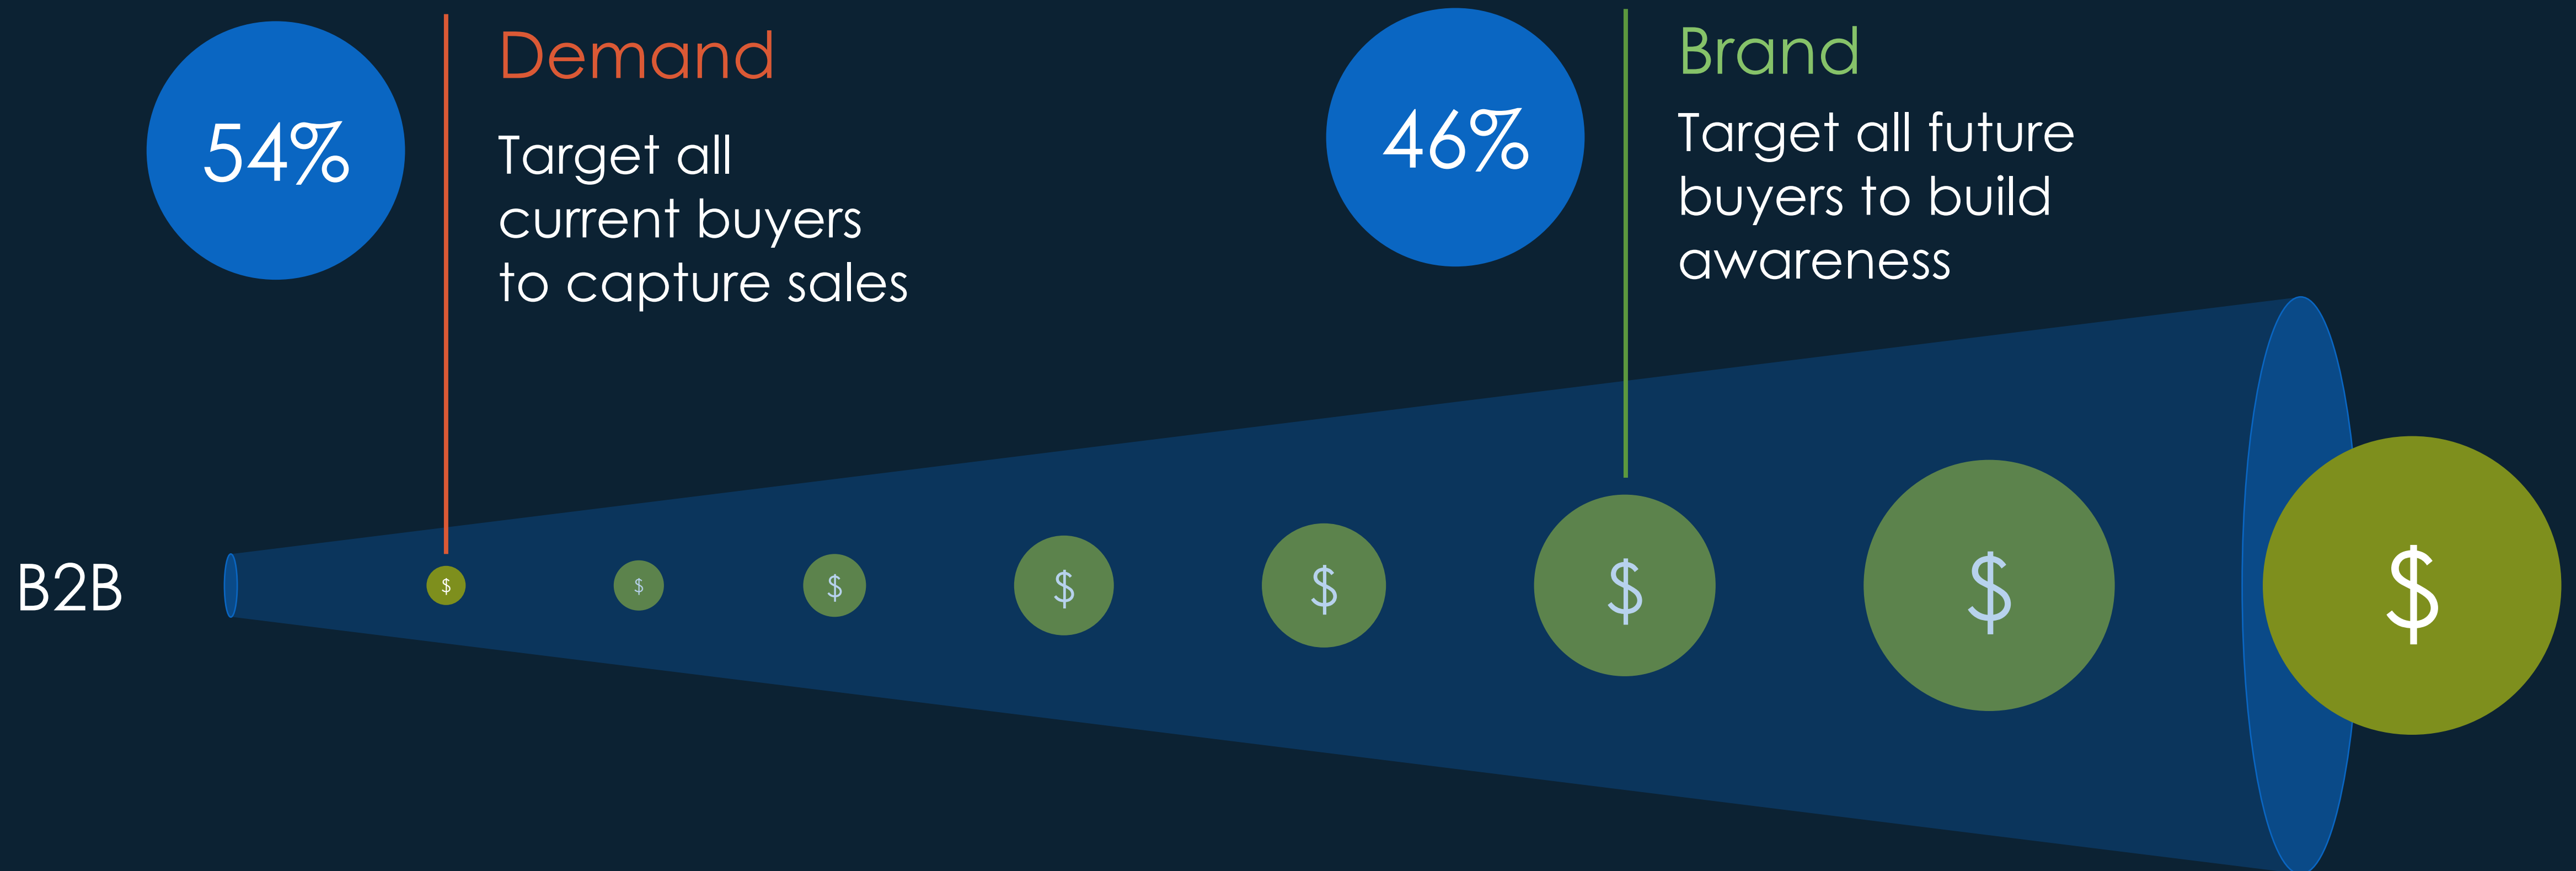 54%
Demand
Target all
current buyers
to capture sales
46%
Brand
Target all future
buyers to build
awareness
B2B
$
$
$
$
$
$
$
$